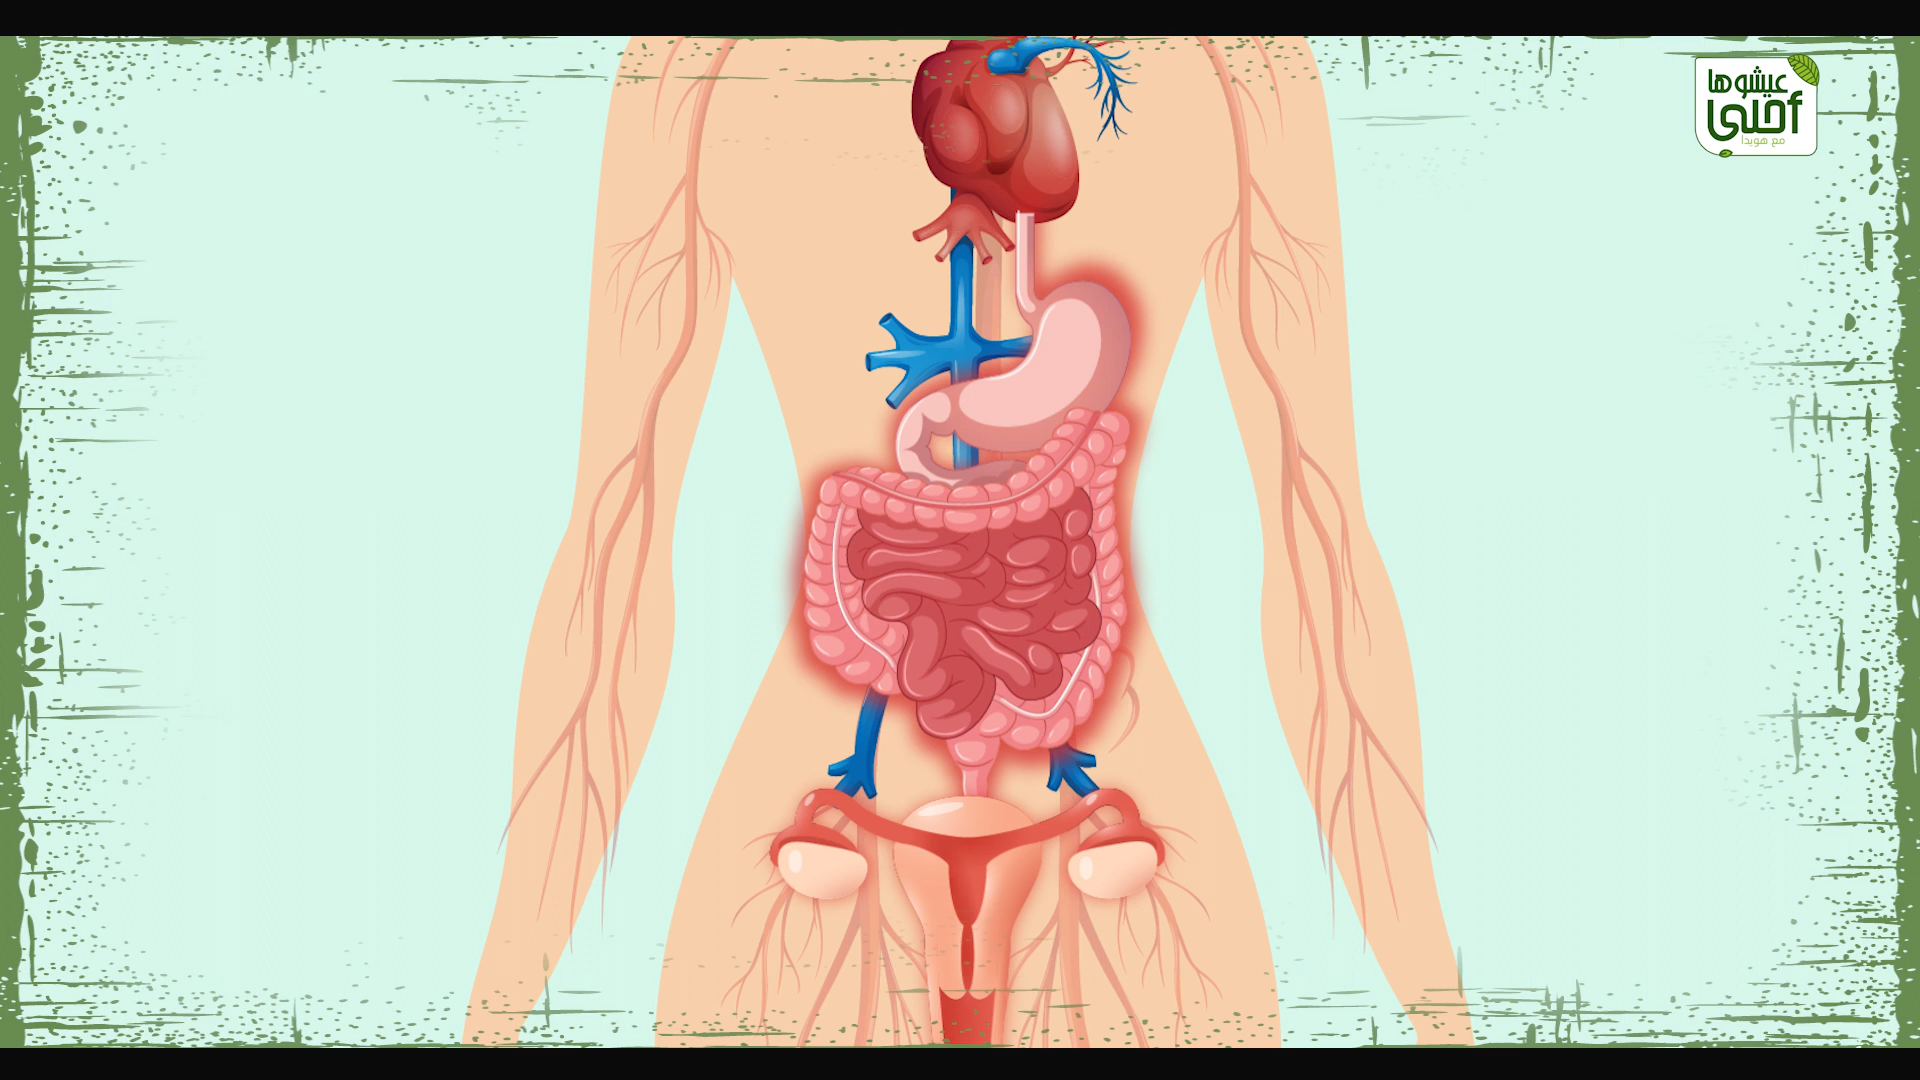 عيشوها
أحلى
مع هويدا